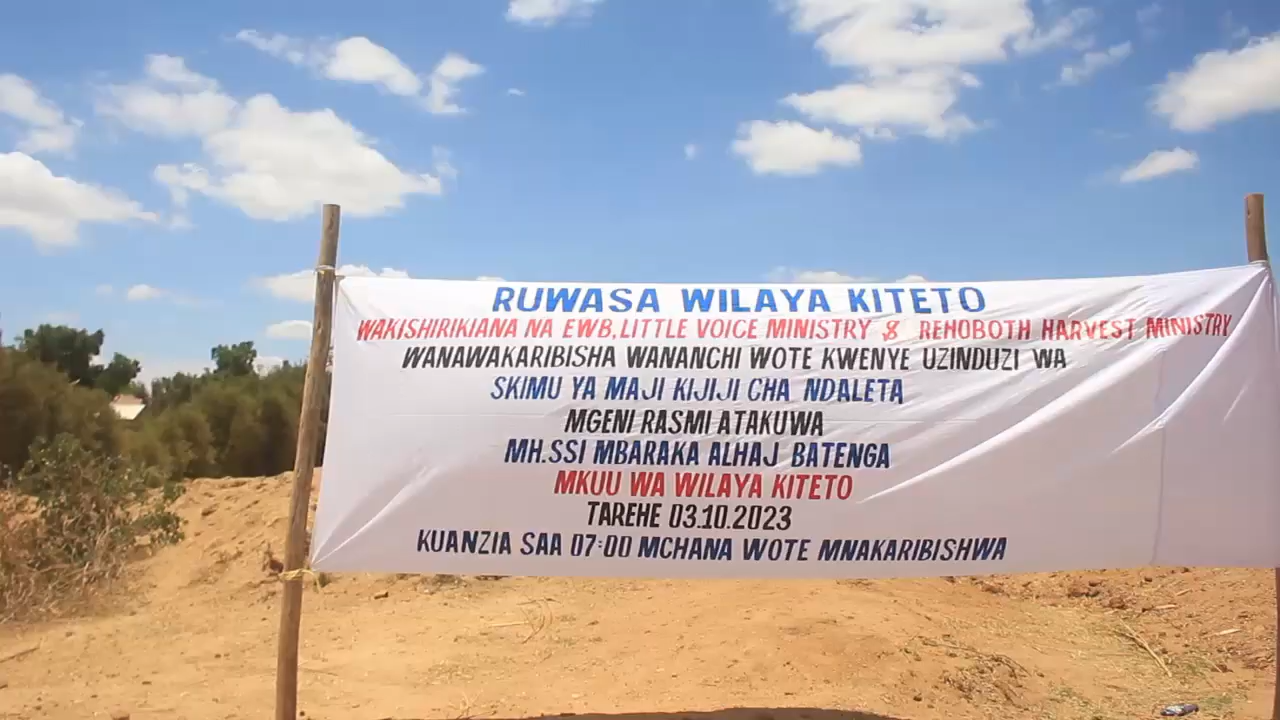 RUWASA WILAYA KITETO
WAKISHIRIKIANA NA EWB,LITTLE VOICE MINISTRY & REHOBOTH HARVEST MINISTRY
WANAWAKARIBISHA WANANCHI WOTE KWENYE UZINDUZI WA
SKIMU YA MAJI KIJIJI CHA NDALETA
MGENI RASMI ATAKUWA
MH.SSI MBARAKA ALHAJ BATENGA
MKUU WA WILAYA KITETO
TAREHE 03.10.2023
KUANZIA SAA 07:00 MCHANA WOTE MNAKARIBISHWA